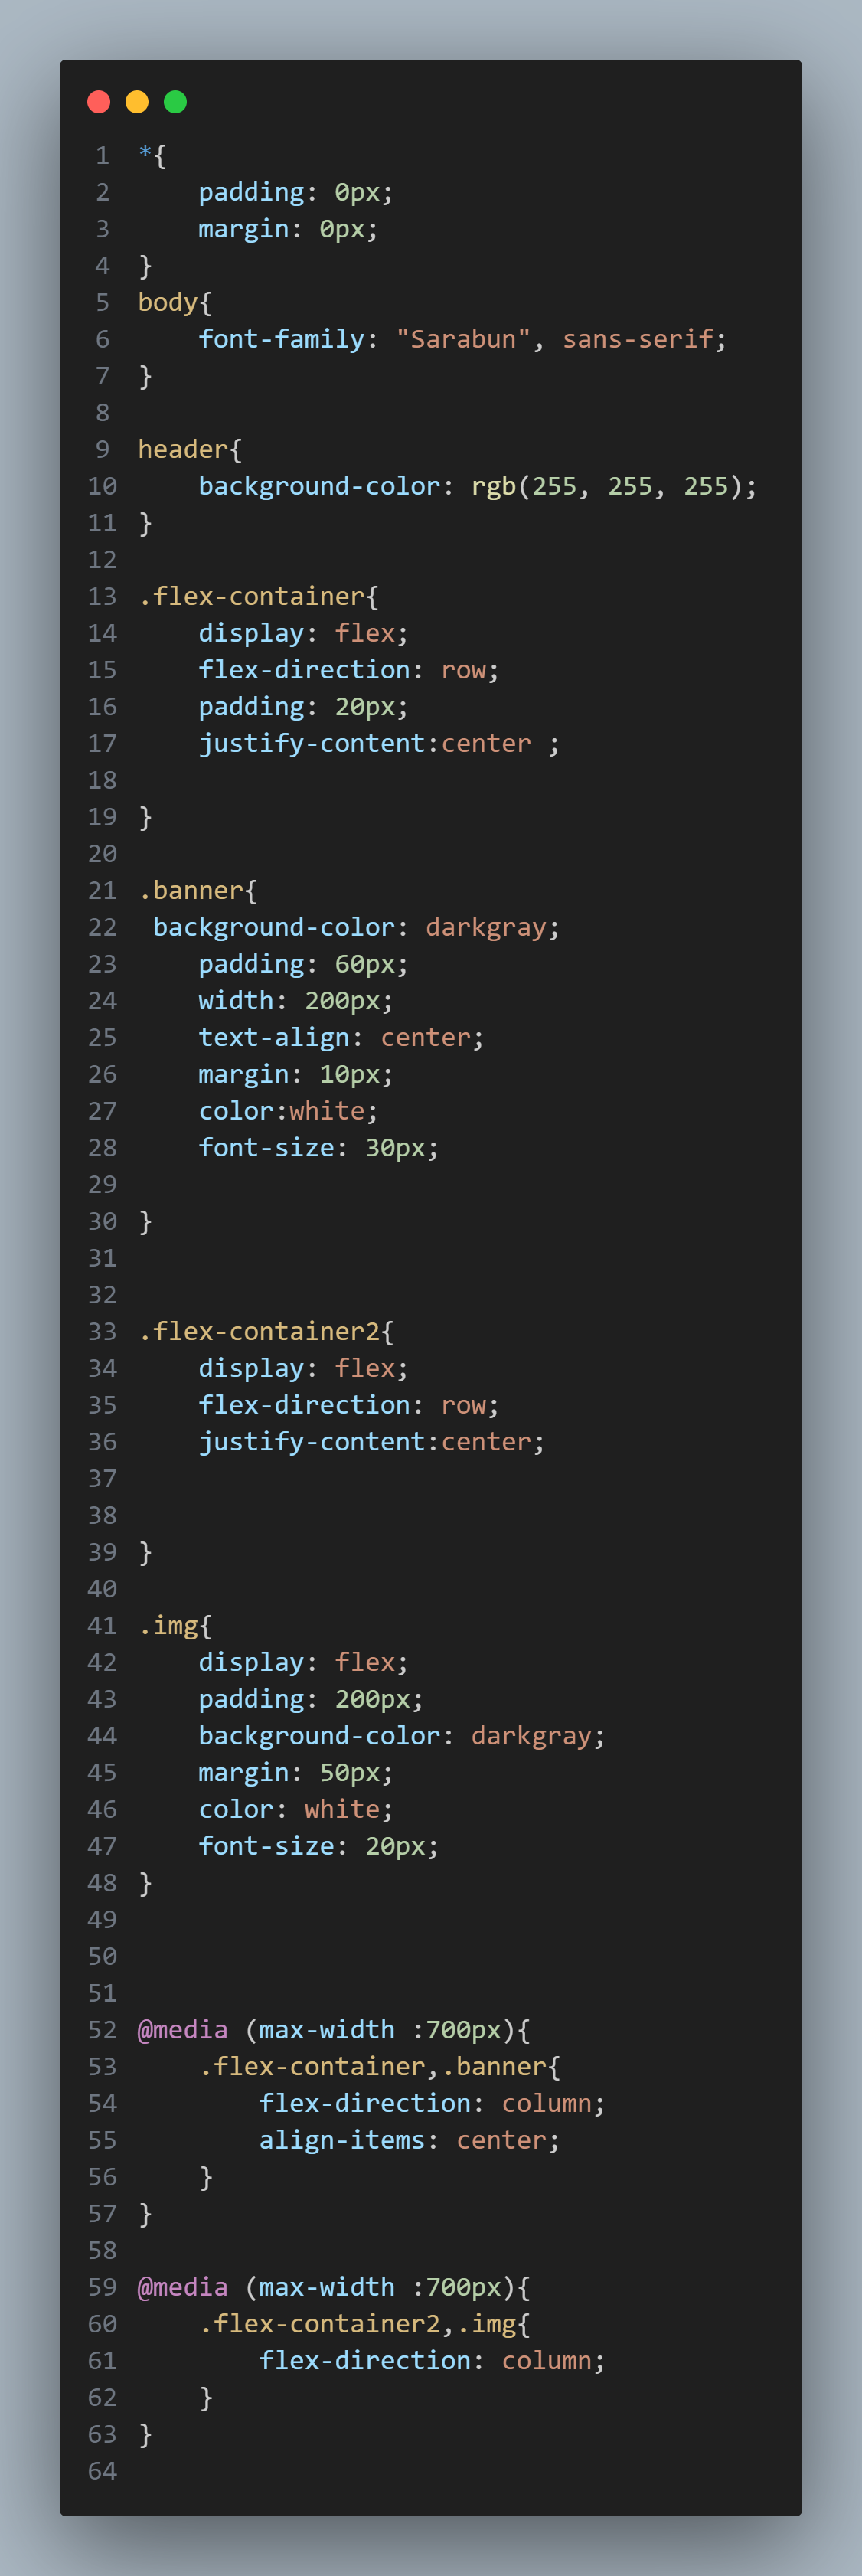 1 *{
2     padding: 0px;
3     margin: 0px;
4 }
5 body{
6     font-family: "Sarabun", sans-serif;
7 }
8
9 header{
10     background-color: rgb(255, 255, 255);
11 }
12
13 .flex-container{
14     display: flex;
15     flex-direction: row;
16     padding: 20px;
17     justify-content:center ;
18
19 }
20
21 .banner{
22  background-color: darkgray;
23     padding: 60px;
24     width: 200px;
25     text-align: center;
26     margin: 10px;
27     color:white;
28     font-size: 30px;
29
30 }
31
32
33 .flex-container2{
34     display: flex;
35     flex-direction: row;
36     justify-content:center;
37
38
39 }
40
41 .img{
42     display: flex;
43     padding: 200px;
44     background-color: darkgray;
45     margin: 50px;
46     color: white;
47     font-size: 20px;
48 }
49
50
51
52 @media (max-width :700px){
53     .flex-container,.banner{
54         flex-direction: column;
55         align-items: center;
56     }
57 }
58
59 @media (max-width :700px){
60     .flex-container2,.img{
61         flex-direction: column;
62     }
63 }
64